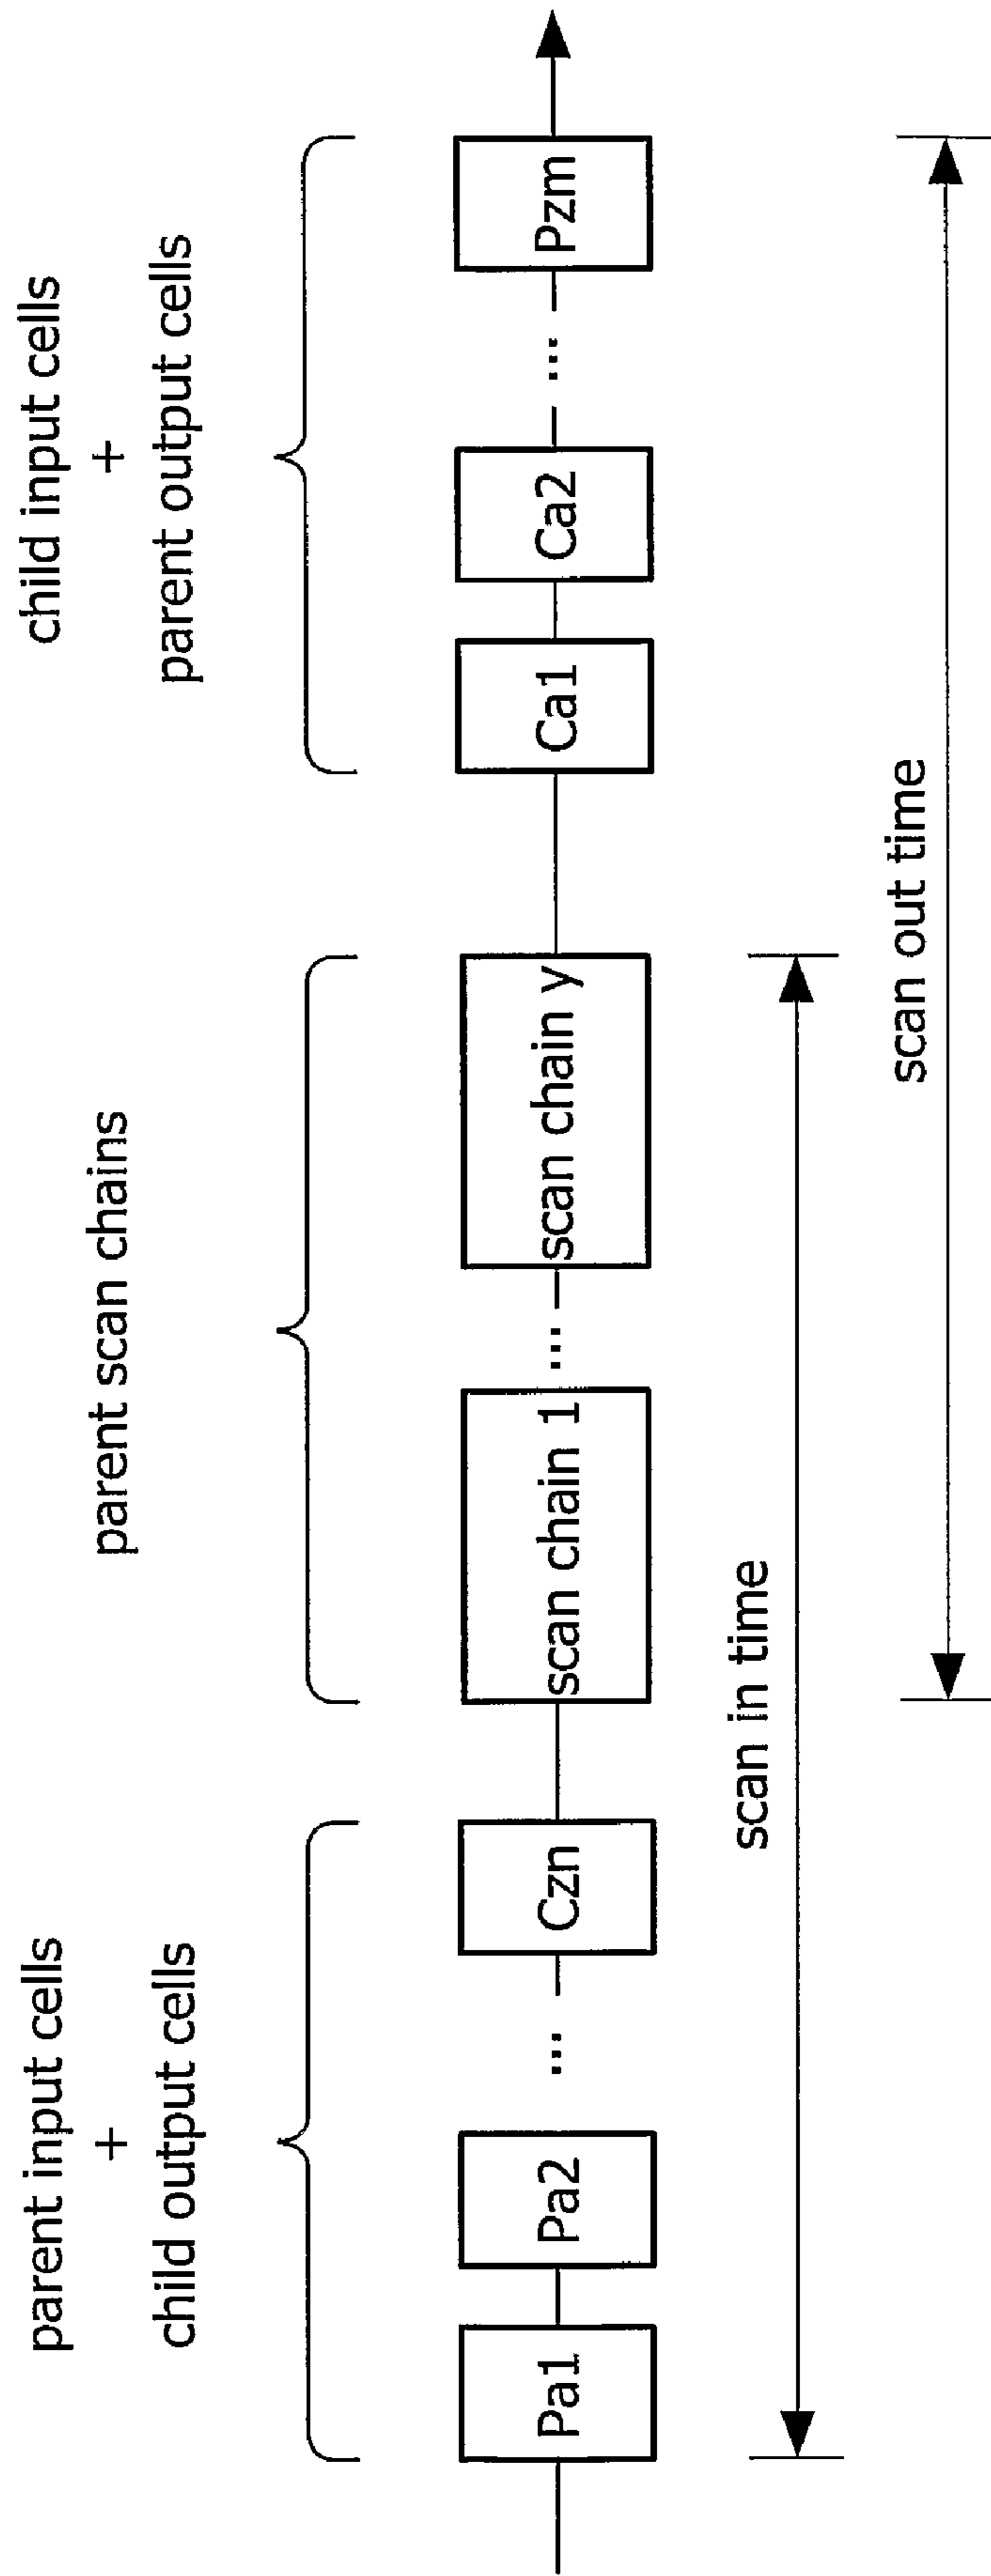 parent input cells
+
child output cells
parent scan chains
child input cells
+
parent output cells
Pa1
Pa2
...
Czn
scan chain 1
...
scan chain y
Ca1
Ca2
...
Pzm
scan in time
scan out time